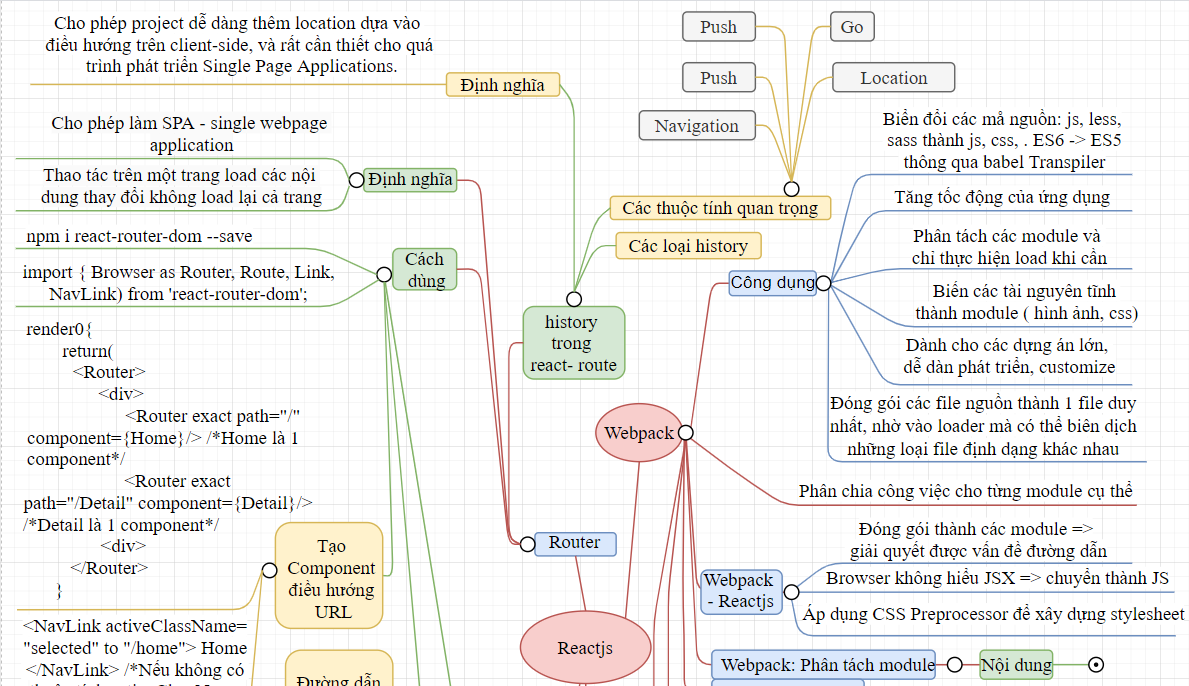 Cho phép project dễ dàng thêm location dựa vào
điều hướng trên client-side, và rất cần thiết cho quá
trình phát triển Single Page Applications.
Định nghĩa
Cho phép làm SPA - single webpage
application
Thao tác trên một trang load các nội
dung thay đổi không load lại cả trang
Định nghĩa
npm i react-router-dom --save
import { Browser as Router, Route, Link,
NavLink) from 'react-router-dom';
Cách
dùng
render0{
return(
<Router>
<div>
<Router exact path="/"
component={Home}/> /*Home là 1
component*/
<Router exact
path="/Detail" component={Detail}/>
/*Detail là 1 component*/
<div>
</Router>
}
Tạo
Component
điều hướng
URL
<NavLink activeClassName=
"selected" to "/home"> Home
</NavLink> /*Nếu không có
Đường dẫn
Push
Go
Push
Location
Navigation
Các thuộc tính quan trọng
Các loại history
history
trong
react- route
Router
Reactjs
Webpack
Công dụng
Biển đổi các mả nguồn: js, less,
sass thành js, css, . ES6 -> ES5
thông qua babel Transpiler
Tăng tốc động của ứng dụng
Phân tách các module và
chỉ thực hiện load khi cần
Biến các tài nguyên tĩnh
thành module ( hình ảnh, css)
Dành cho các dựng án lớn,
dễ dàn phát triển, customize
Đóng gói các file nguồn thành 1 file duy
nhất, nhờ vào loader mà có thể biên dịch
những loại file định dạng khác nhau
Phân chia công việc cho từng module cụ thể
Webpack
- Reactjs
Đóng gói thành các module =>
giải quyết được vấn đề đường dẫn
Browser không hiểu JSX => chuyển thành JS
Áp dụng CSS Preprocessor để xây dựng stylesheet
Webpack: Phân tách module
Nội dung